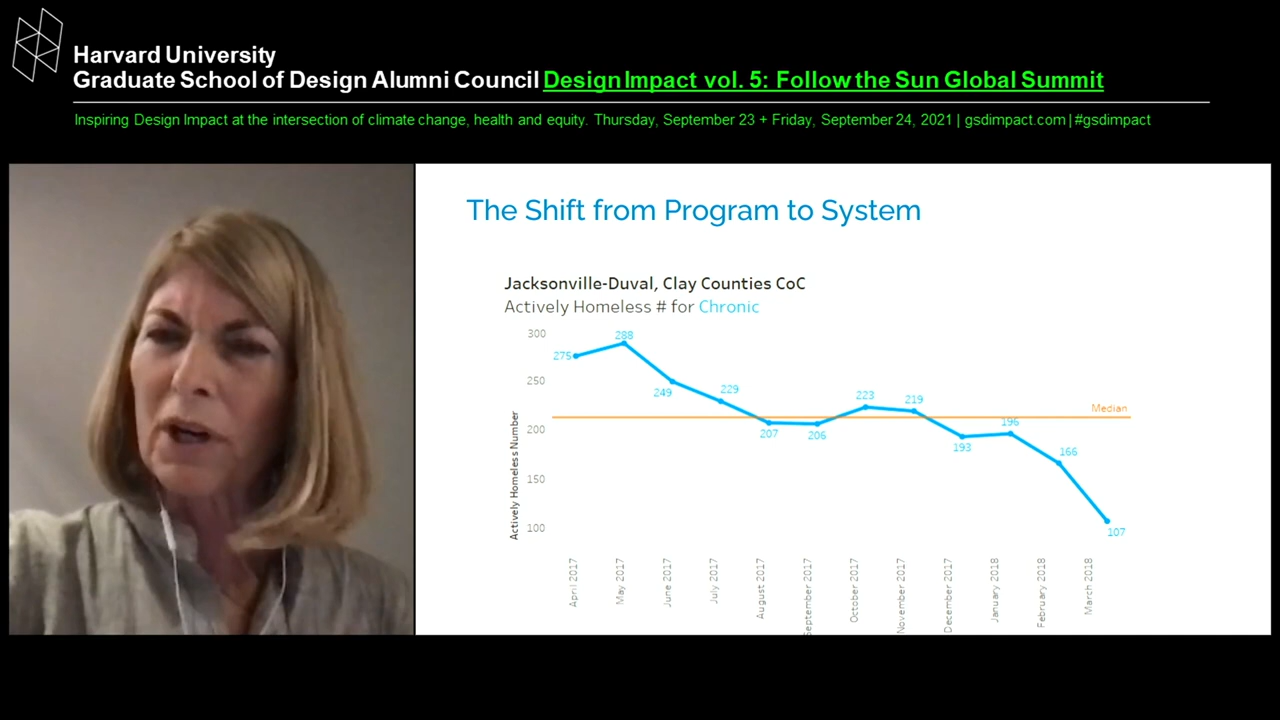 Harvard University
Graduate School of Design Alumni Council Design Impact vol. 5: Follow the Sun Global Summit
Inspiring Design Impact at the intersection of climate change, health and equity. Thursday, September 23 + Friday, September 24, 2021 | gsdimpact.com | #gsdimpact
The Shift from Program to System
Jacksonville-Duval, Clay Counties CoC
Actively Homeless # for Chronic
300
250
200
150
100
Actively Homeless Number
275
288
249
229
207
206
223
219
193
196
166
107
Median
April 2017
May 2017
June 2017
July 2017
August 2017
September 2017
October 2017
November 2017
December 2017
January 2018
February 2018
March 2018